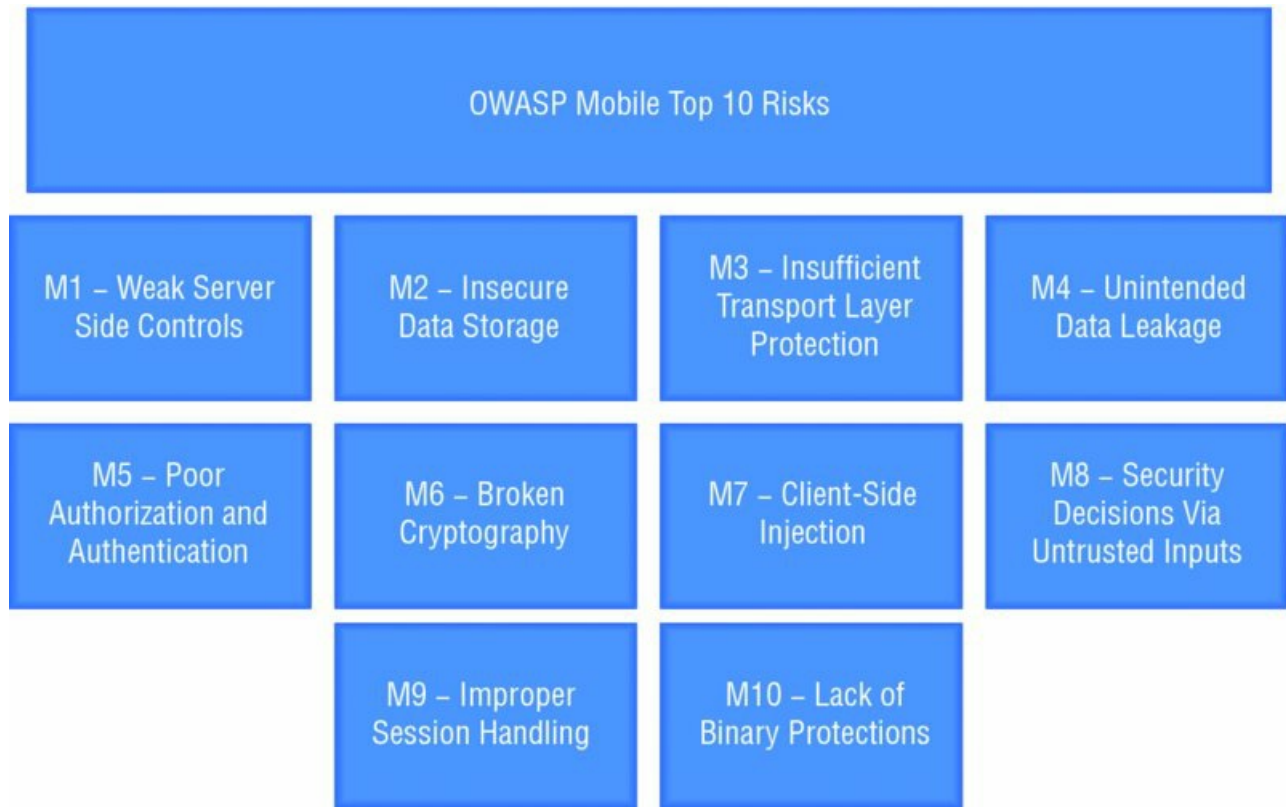 OWASP Mobile Top 10 Risks
M1 – Weak Server
Side Controls
M2 – Insecure
Data Storage
M3 – Insufficient
Transport Layer
Protection
M4 – Unintended
Data Leakage
M5 – Poor
Authorization and
Authentication
M6 – Broken
Cryptography
M7 – Client-Side
Injection
M8 – Security
Decisions Via
Untrusted Inputs
M9 – Improper
Session Handling
M10 – Lack of
Binary Protections